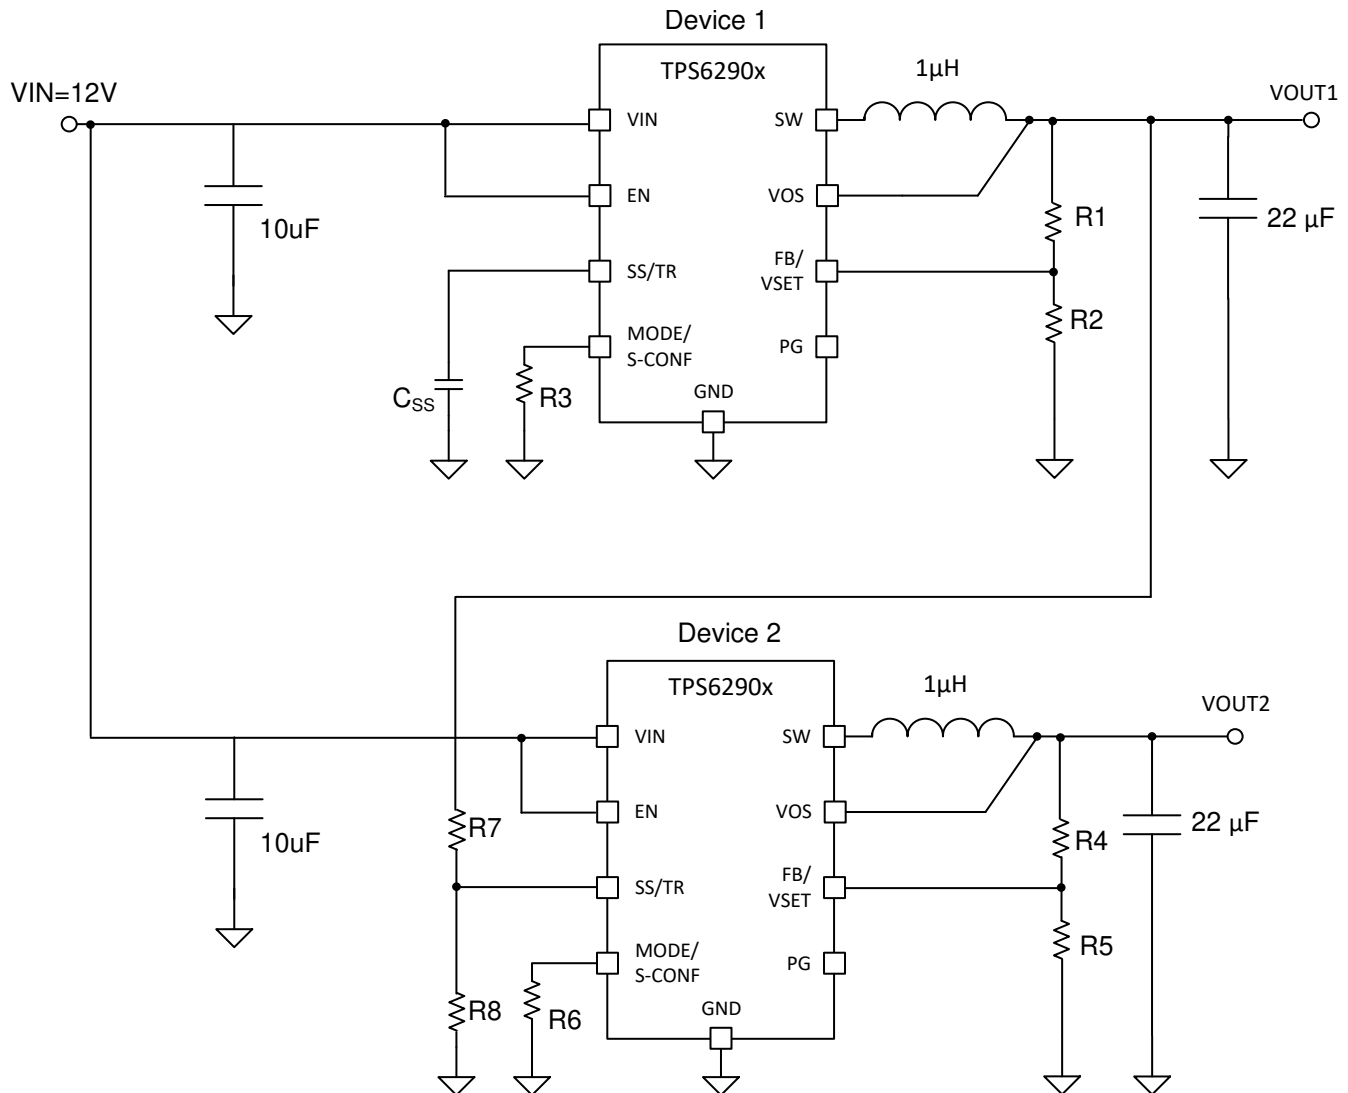 Device 1
TPS6290x
1µH
VIN=12V
VOUT1
VIN
SW
EN
VOS
10uF
R1
22 µF
SS/TR
FB/
VSET
R2
MODE/
S-CONF
PG
CSS
R3
GND
Device 2
TPS6290x
1µH
VOUT2
VIN
SW
EN
VOS
10uF
R7
R4
22 µF
SS/TR
FB/
VSET
R5
MODE/
S-CONF
PG
R8
R6
GND